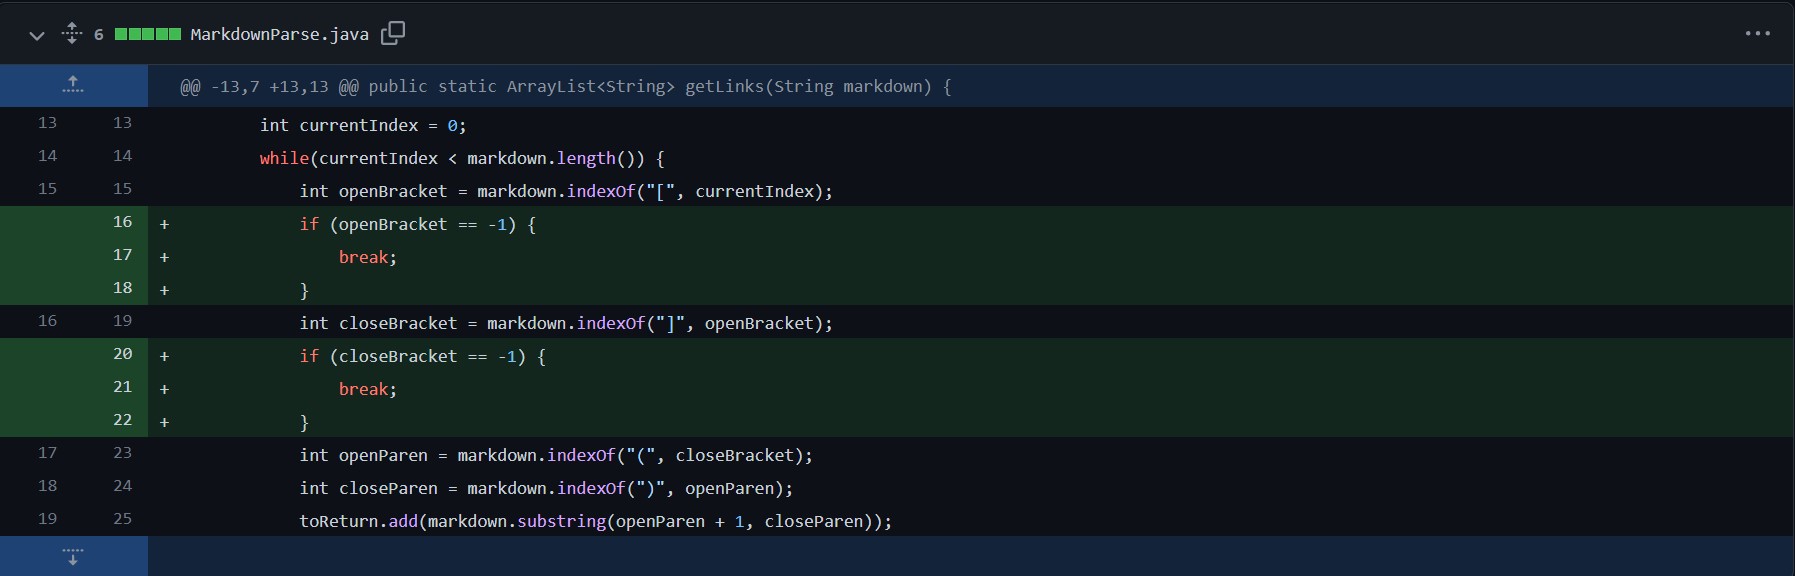 6 MarkdownParse.java
@@ -13,7 +13,13 @@ public static ArrayList<String> getLinks(String markdown) {
13 13 int currentIndex = 0;
14 14 while(currentIndex < markdown.length()) {
15 15 int openBracket = markdown.indexOf("[", currentIndex);
16 + if (openBracket == -1) {
17 + break;
18 + }
16 19 int closeBracket = markdown.indexOf("]", openBracket);
20 + if (closeBracket == -1) {
21 + break;
22 + }
17 23 int openParen = markdown.indexOf("(", closeBracket);
18 24 int closeParen = markdown.indexOf(")", openParen);
19 25 toReturn.add(markdown.substring(openParen + 1, closeParen));